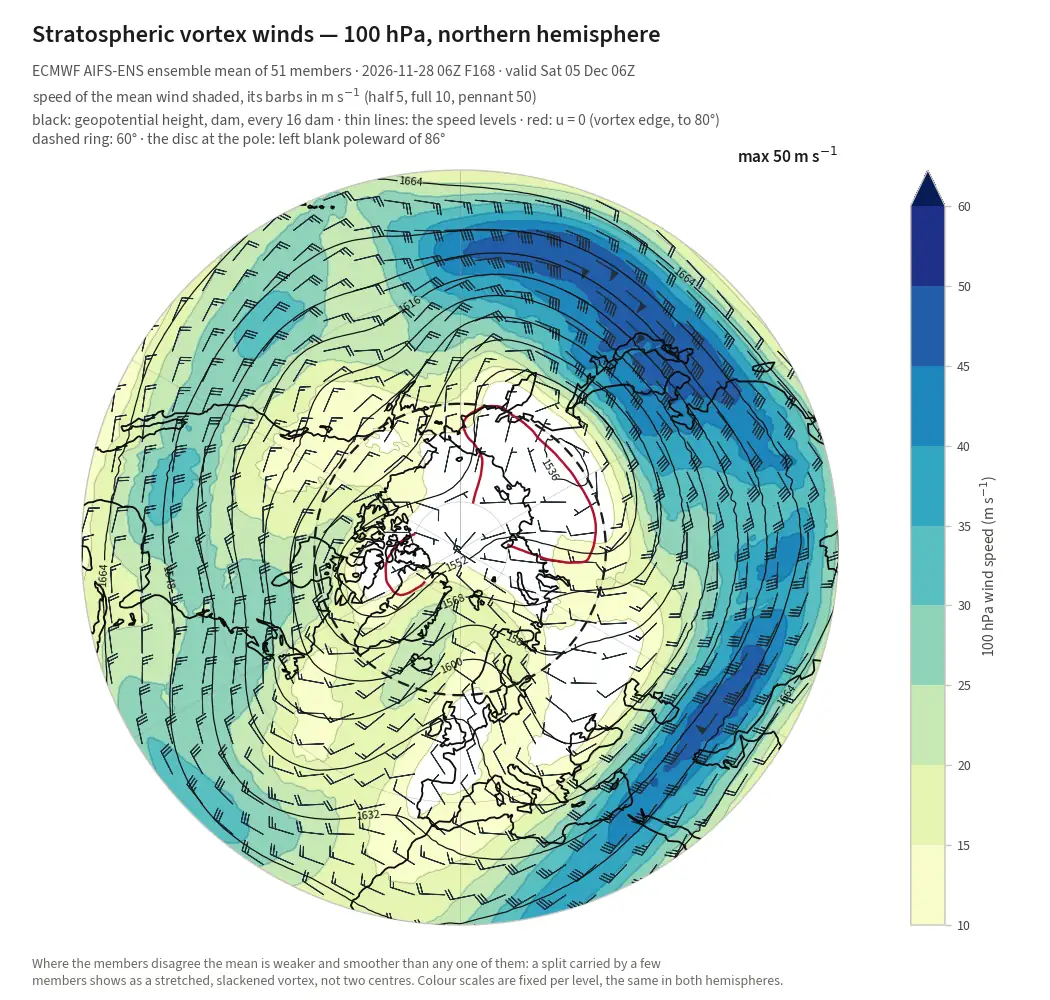 Stratospheric vortex winds — 100 hPa, northern hemisphere
ECMWF AIFS-ENS ensemble mean of 51 members · 2026-11-28 06Z F168 · valid Sat 05 Dec 06Z
speed of the mean wind shaded, its barbs in m s⁻¹ (half 5, full 10, pennant 50)
black: geopotential height, dam, every 16 dam · thin lines: the speed levels · red: u = 0 (vortex edge, to 80°)
dashed ring: 60° · the disc at the pole: left blank poleward of 86°
max 50 m s⁻¹
1664
1664
1616
1536
1552
1568
1600
1664
1648
1664
1632
60
50
45
40
35
30
25
20
15
10
100 hPa wind speed (m s⁻¹)
Where the members disagree the mean is weaker and smoother than any one of them: a split carried by a few
members shows as a stretched, slackened vortex, not two centres. Colour scales are fixed per level, the same in both hemispheres.